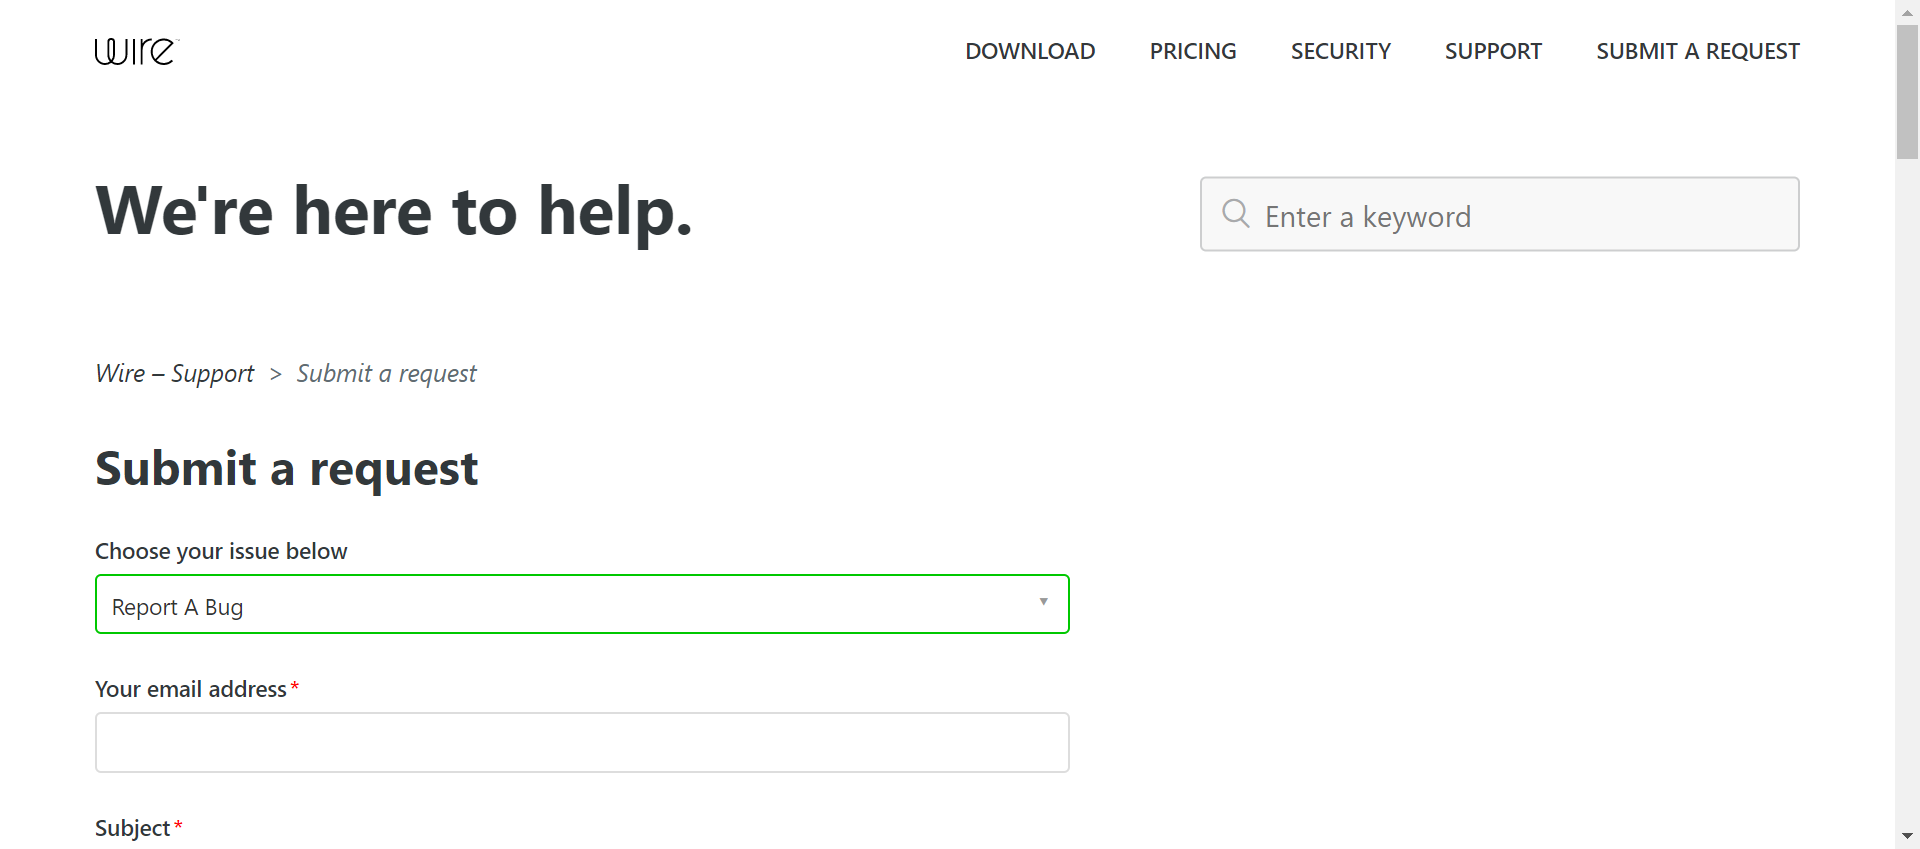 wire
DOWNLOAD PRICING SECURITY SUPPORT SUBMIT A REQUEST
We're here to help.
Enter a keyword
Wire – Support > Submit a request
Submit a request
Choose your issue below
Report A Bug
Your email address*
Subject*